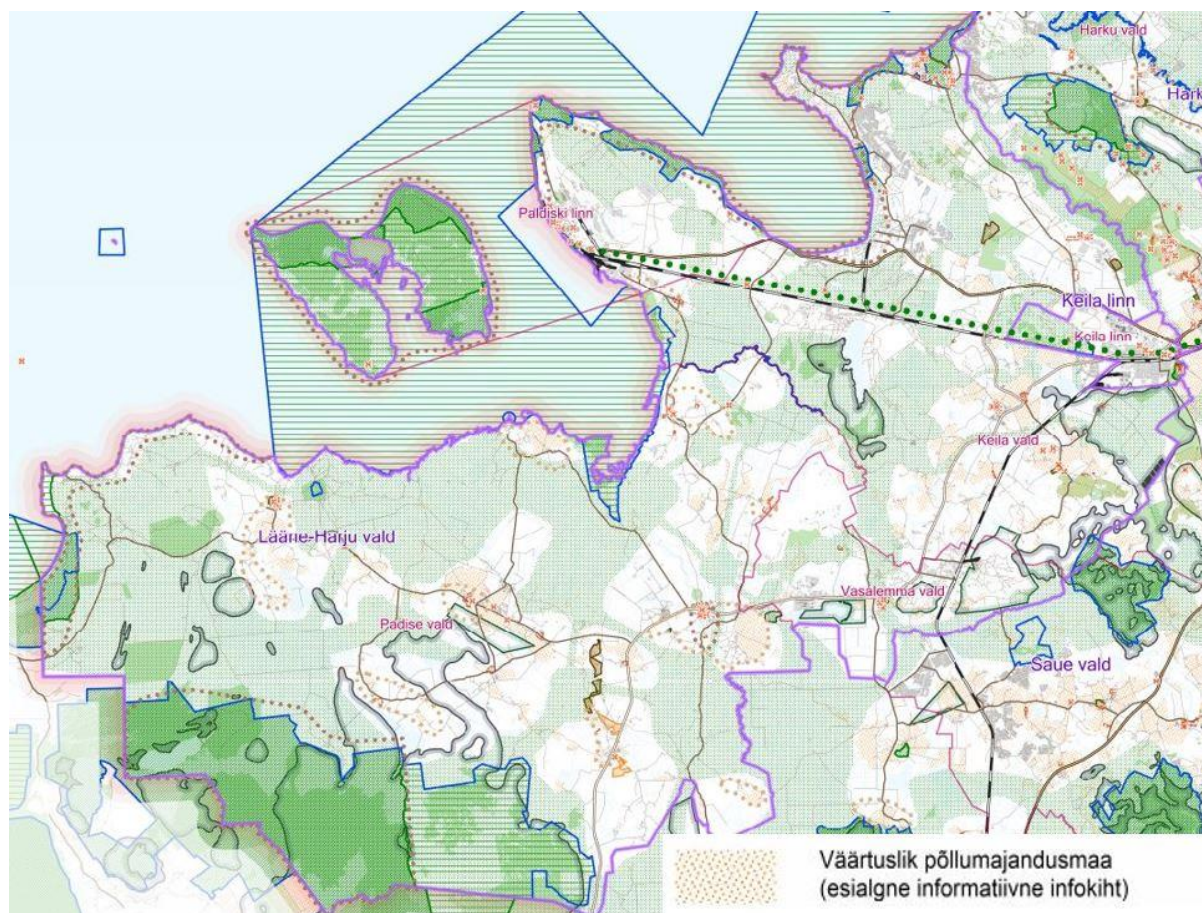 Harku vald
Hark
Paldiski linn
Keila linn
Keila linn
Keila vald
Lääne-Harju vald
Vasalemma vald
Padise vald
Saue vald
Väärtuslik põllumajandusmaa
(esialgne informatiivne infokiht)